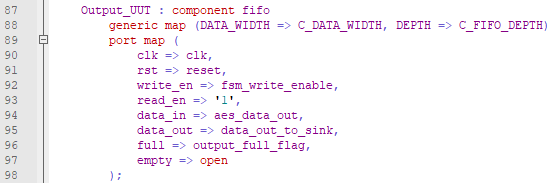 87 Output_UUT : component fifo
88 generic map (DATA_WIDTH => C_DATA_WIDTH, DEPTH => C_FIFO_DEPTH)
89 port map (
90 clk => clk,
91 rst => reset,
92 write_en => fsm_write_enable,
93 read_en => '1',
94 data_in => aes_data_out,
95 data_out => data_out_to_sink,
96 full => output_full_flag,
97 empty => open
98 );